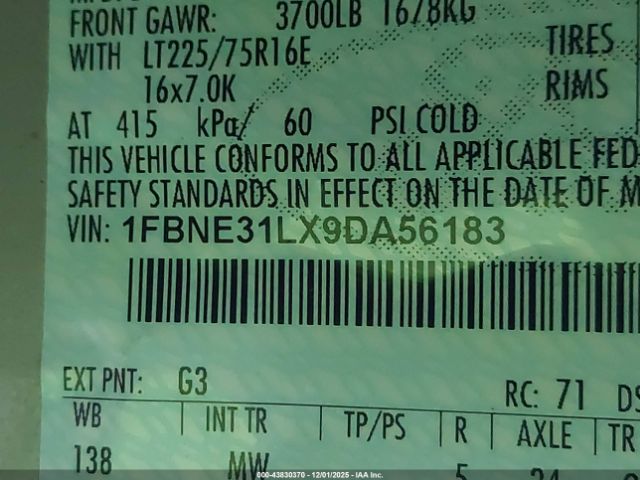 FRONT GAWR: 3700LB 1678KG
WITH LT225/75R16E TIRES
16x7.0K RIMS
AT 415 kPa/ 60 PSI COLD
THIS VEHICLE CONFORMS TO ALL APPLICABLE FED
SAFETY STANDARDS IN EFFECT ON THE DATE OF M
VIN: 1FBNE31LX9DA56183
EXT PNT: G3 RC: 71 DS
WB INT TR TP/PS R AXLE TR
138 MW 5
000-43830370 - 12/01/2025 - IAA Inc.